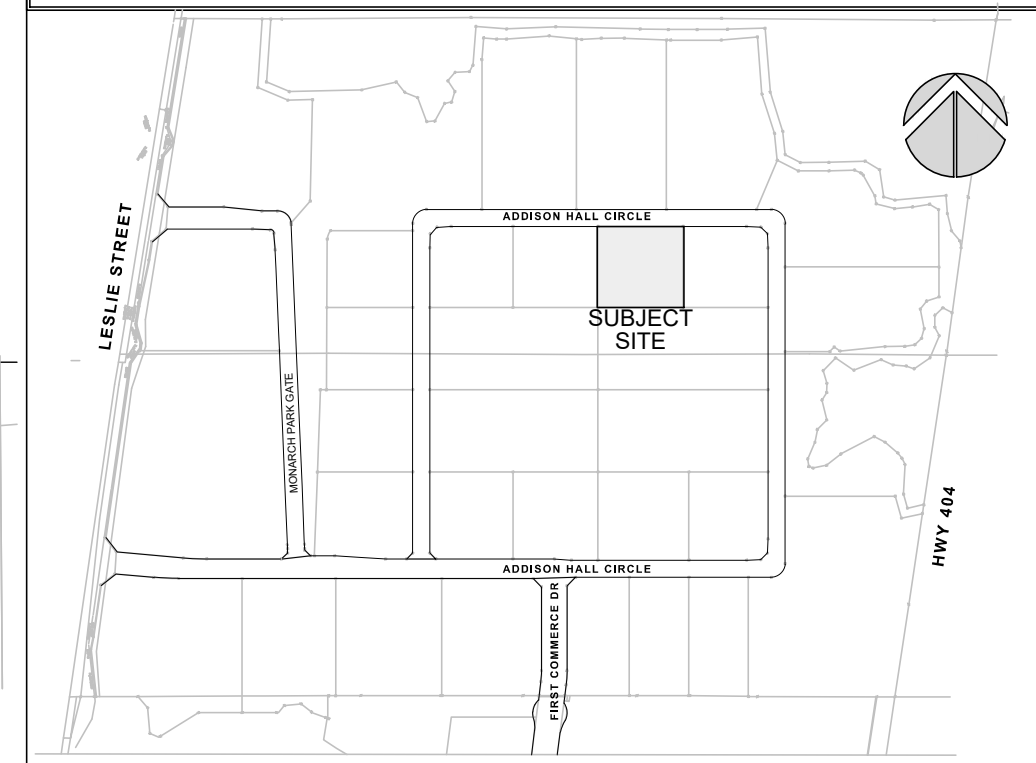 ADDISON HALL CIRCLE
LESLIE STREET
SUBJECT
SITE
MONARCH PARK GATE
HWY 404
ADDISON HALL CIRCLE
FIRST COMMERCE DR